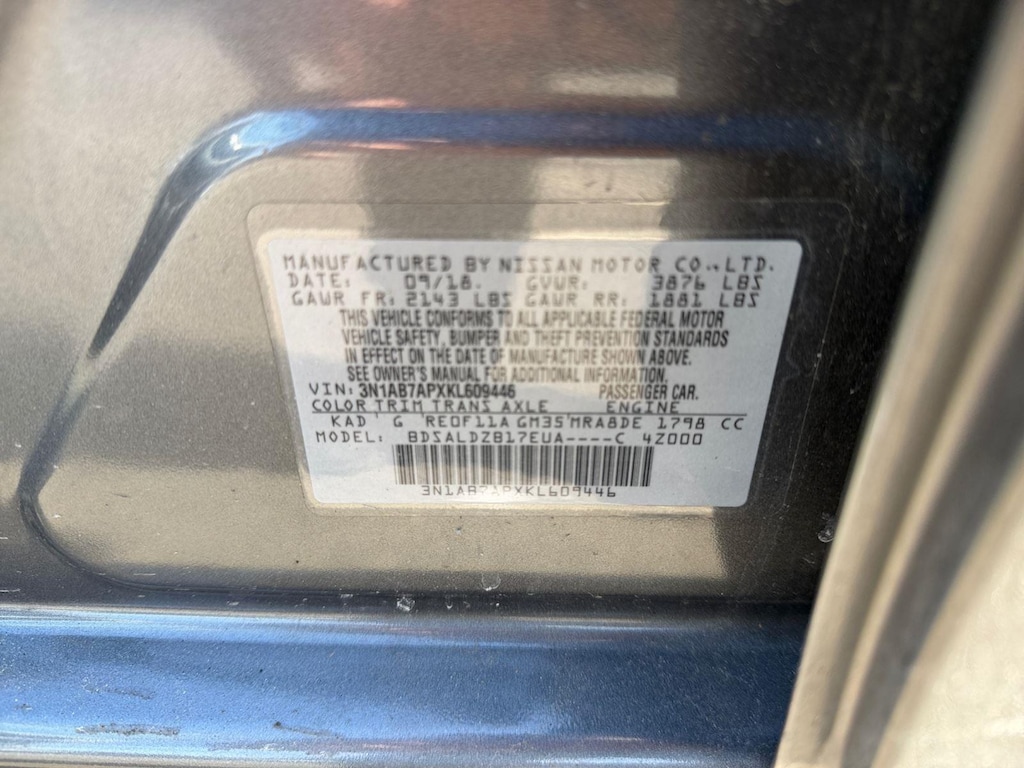 MANUFACTURED BY NISSAN MOTOR CO.,LTD.
DATE: 09/18. GVWR: 3876 LBS
GAWR FR: 2143 LBS GAWR RR: 1881 LBS
THIS VEHICLE CONFORMS TO ALL APPLICABLE FEDERAL MOTOR
VEHICLE SAFETY, BUMPER AND THEFT PREVENTION STANDARDS
IN EFFECT ON THE DATE OF MANUFACTURE SHOWN ABOVE.
SEE OWNER'S MANUAL FOR ADDITIONAL INFORMATION.
VIN: 3N1AB7APXKL609446 PASSENGER CAR.
COLOR TRIM TRANS AXLE ENGINE
KAD G RE0F11A GM35 MRA8DE 1798 CC
MODEL: BDSALDZB17EUA----C 4Z000
3N1AB7APXKL609446